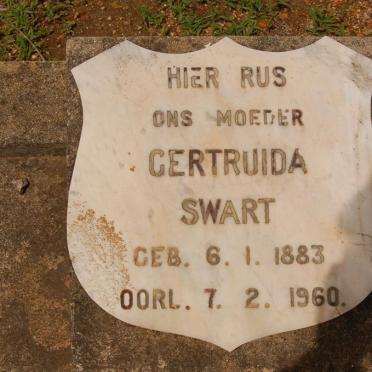 HIER RUS
ONS MOEDER
GERTRUIDA
SWART
GEB. 6. 1. 1883
OORL. 7. 2. 1960.